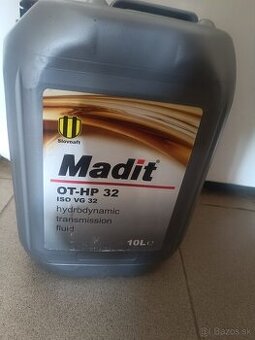 Slovnaft
Madit
OT-HP 32
ISO VG 32
hydrodynamic
transmission
fluid
10L
Bazos.sk